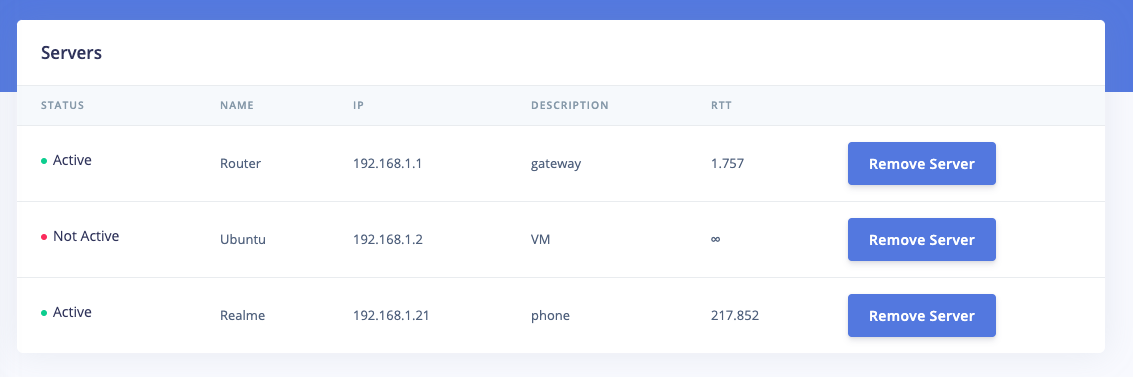 Servers
STATUS NAME IP DESCRIPTION RTT
Active Router 192.168.1.1 gateway 1.757 Remove Server
Not Active Ubuntu 192.168.1.2 VM ∞ Remove Server
Active Realme 192.168.1.21 phone 217.852 Remove Server